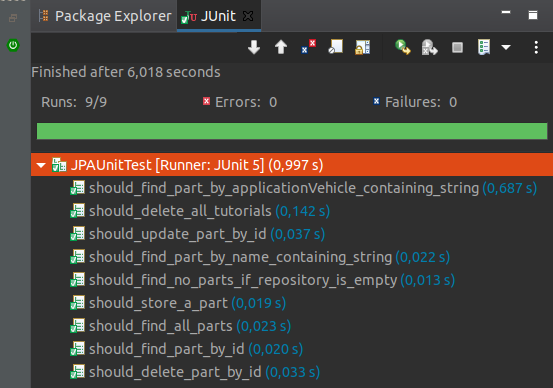 Package Explorer JUnit
Finished after 6,018 seconds
Runs: 9/9 Errors: 0 Failures: 0
JPAUnitTest [Runner: JUnit 5] (0,997 s)
should_find_part_by_applicationVehicle_containing_string (0,687 s)
should_delete_all_tutorials (0,142 s)
should_update_part_by_id (0,037 s)
should_find_part_by_name_containing_string (0,022 s)
should_find_no_parts_if_repository_is_empty (0,013 s)
should_store_a_part (0,019 s)
should_find_all_parts (0,023 s)
should_find_part_by_id (0,020 s)
should_delete_part_by_id (0,033 s)